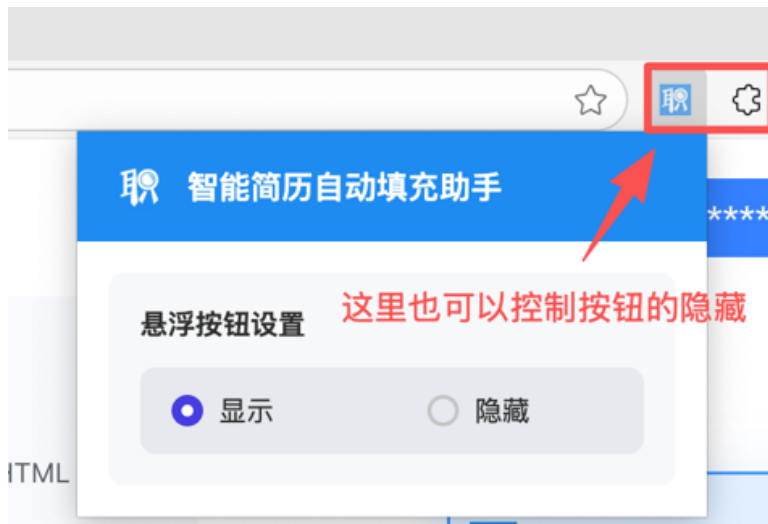 职
职 智能简历自动填充助手
****
这里也可以控制按钮的隐藏
悬浮按钮设置
显示 隐藏
HTML